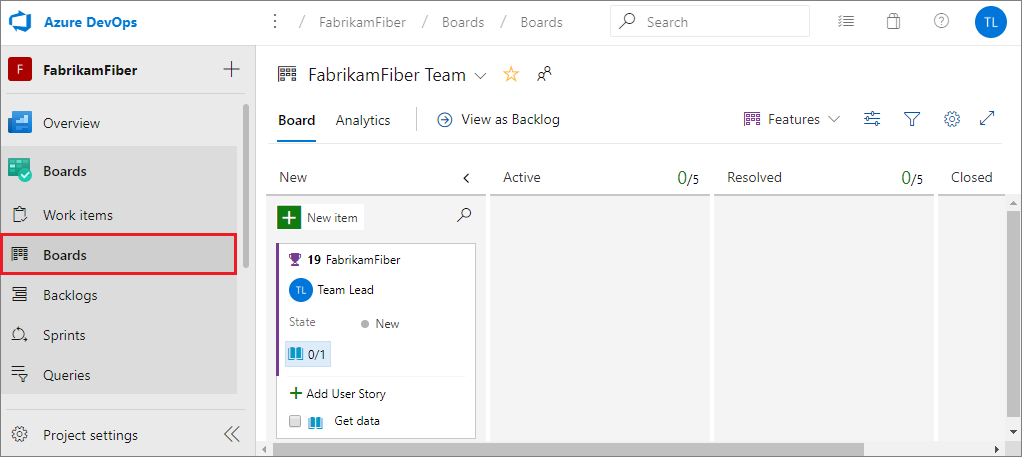 Azure DevOps
/ FabrikamFiber / Boards / Boards
Search
?
TL
F FabrikamFiber
Overview
Boards
Work items
Boards
Backlogs
Sprints
Queries
Project settings
FabrikamFiber Team
Board Analytics View as Backlog
Features
New
Active 0/5
Resolved 0/5
Closed
New item
19 FabrikamFiber
TL Team Lead
State New
0/1
Add User Story
Get data